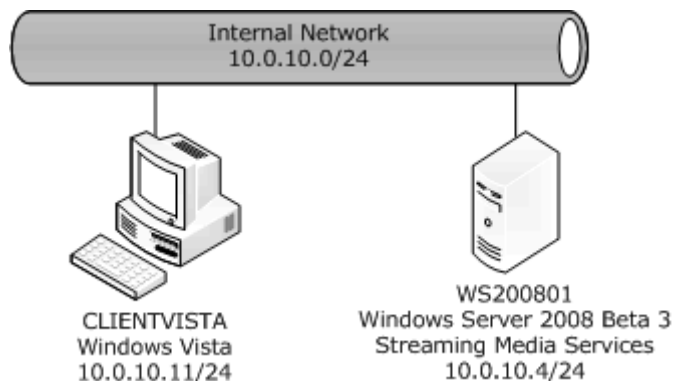 Internal Network
10.0.10.0/24
CLIENTVISTA
Windows Vista
10.0.10.11/24
WS200801
Windows Server 2008 Beta 3
Streaming Media Services
10.0.10.4/24